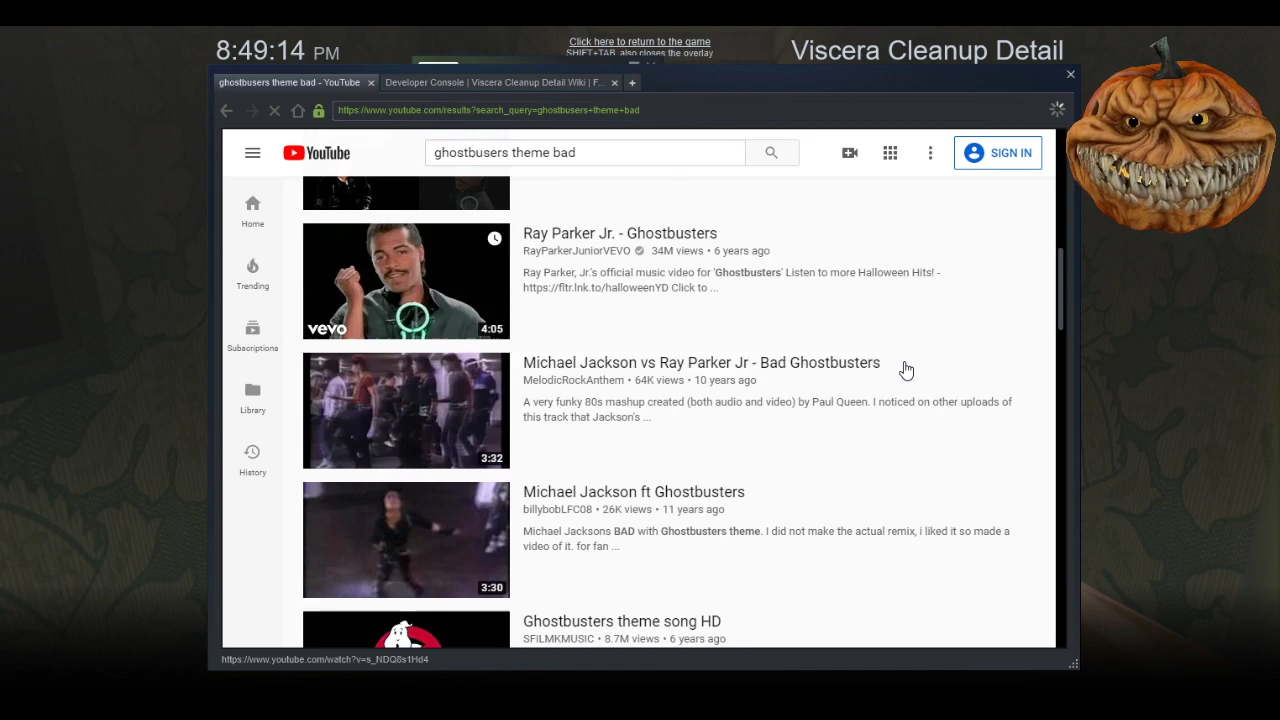 8:49:14 PM
Click here to return to the game
SHIFT+TAB also closes the overlay
Viscera Cleanup Detail
ghostbusers theme bad - YouTube
Developer Console | Viscera Cleanup Detail Wiki | F...
https://www.youtube.com/results?search_query=ghostbusers+theme+bad
YouTube
ghostbusers theme bad
SIGN IN
Home
Trending
Subscriptions
Library
History
Ray Parker Jr. - Ghostbusters
RayParkerJuniorVEVO 34M views • 6 years ago
Ray Parker, Jr.'s official music video for 'Ghostbusters' Listen to more Halloween Hits! -
https://fltr.lnk.to/halloweenYD Click to ...
vevo
4:05
Michael Jackson vs Ray Parker Jr - Bad Ghostbusters
MelodicRockAnthem • 64K views • 10 years ago
A very funky 80s mashup created (both audio and video) by Paul Queen. I noticed on other uploads of
this track that Jackson's ...
3:32
Michael Jackson ft Ghostbusters
billybobLFC08 • 26K views • 11 years ago
Michael Jacksons BAD with Ghostbusters theme. I did not make the actual remix, i liked it so made a
video of it. for fan ...
3:30
Ghostbusters theme song HD
SFILMKMUSIC • 8.7M views • 6 years ago
https://www.youtube.com/watch?v=s_NDQ8s1Hd4